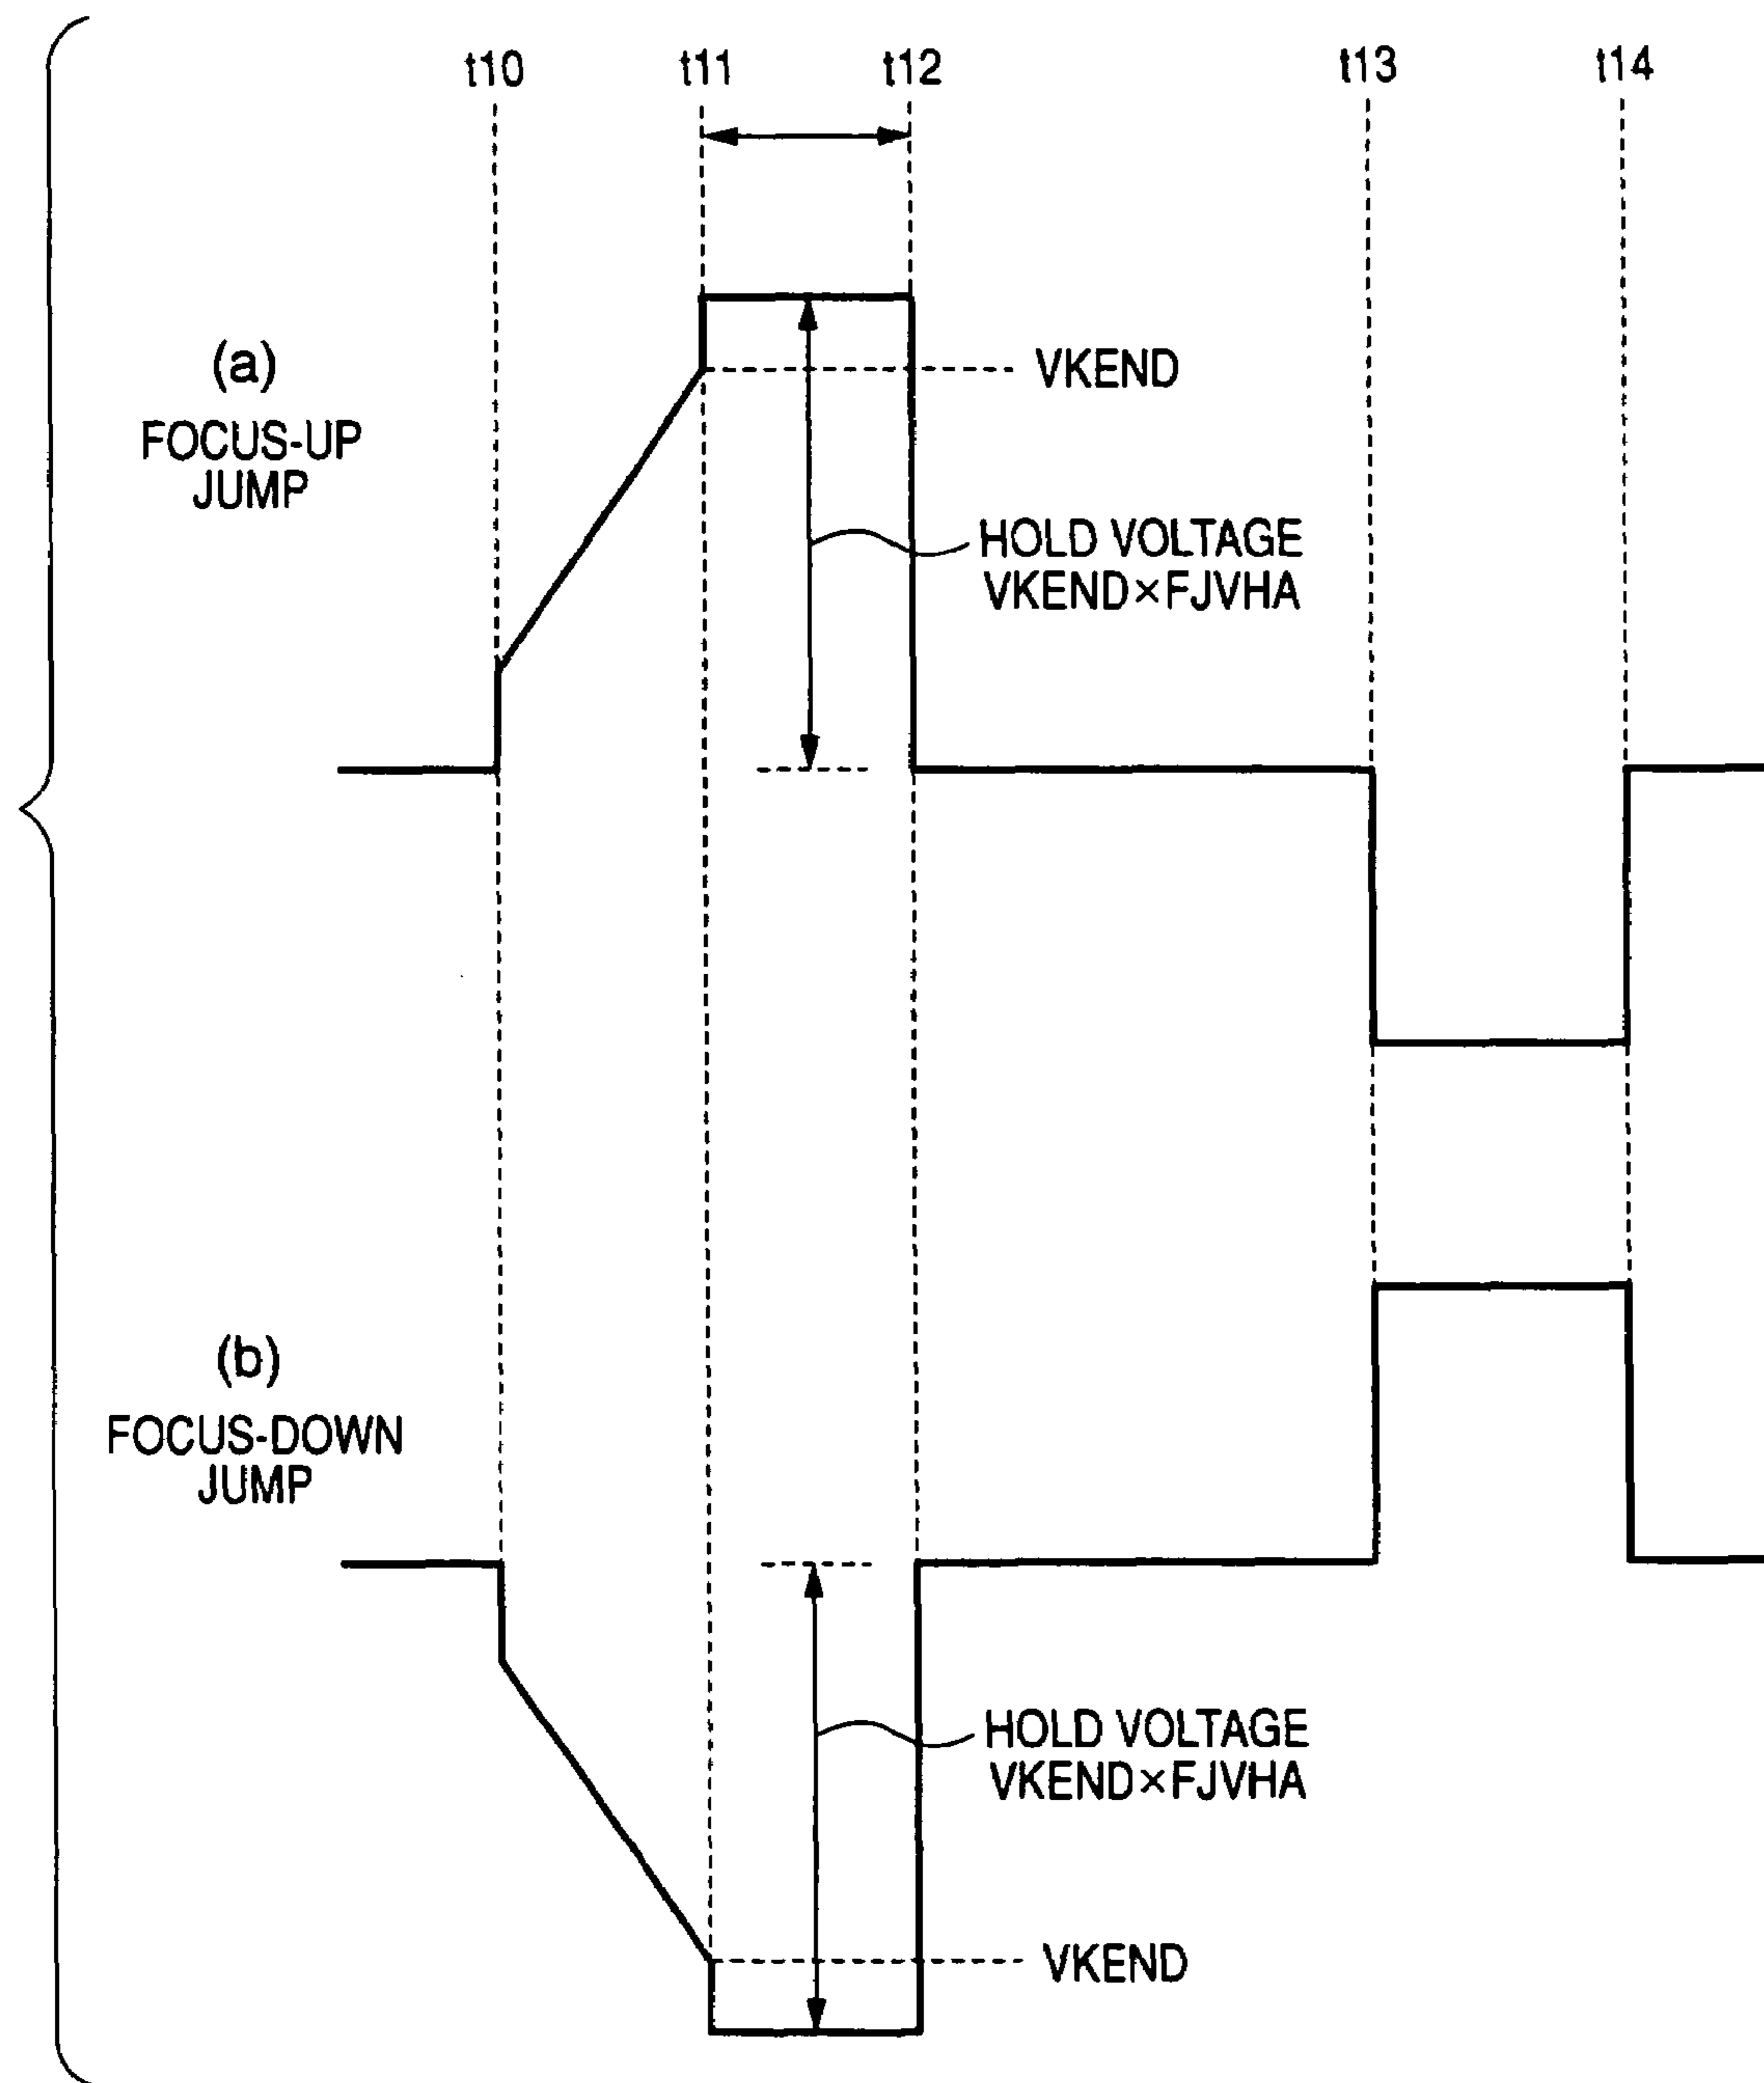 t10 t11 t12 t13 t14
(a)
FOCUS-UP
JUMP
VKEND
HOLD VOLTAGE
VKEND×FJVHA
(b)
FOCUS-DOWN
JUMP
HOLD VOLTAGE
VKEND×FJVHA
VKEND